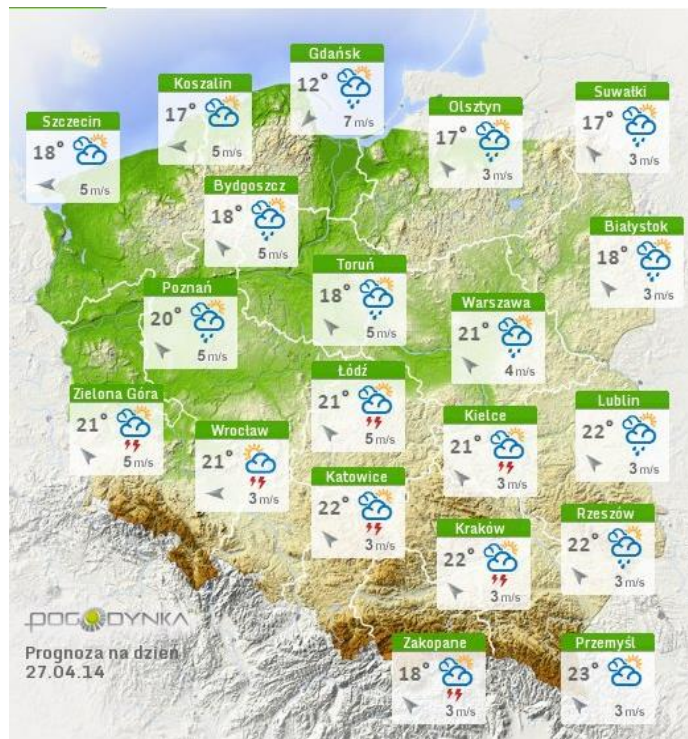 Gdańsk
12°
7 m/s
Koszalin
17°
5 m/s
Suwałki
17°
3 m/s
Olsztyn
17°
3 m/s
Szczecin
18°
5 m/s
Bydgoszcz
18°
5 m/s
Białystok
18°
3 m/s
Toruń
18°
5 m/s
Poznań
20°
5 m/s
Warszawa
21°
4 m/s
Łódź
21°
5 m/s
Zielona Góra
21°
5 m/s
Lublin
22°
3 m/s
Kielce
21°
3 m/s
Wrocław
21°
3 m/s
Katowice
22°
3 m/s
Rzeszów
22°
3 m/s
Kraków
22°
3 m/s
POGODYNKA
Prognoza na dzień
27.04.14
Zakopane
18°
3 m/s
Przemyśl
23°
3 m/s